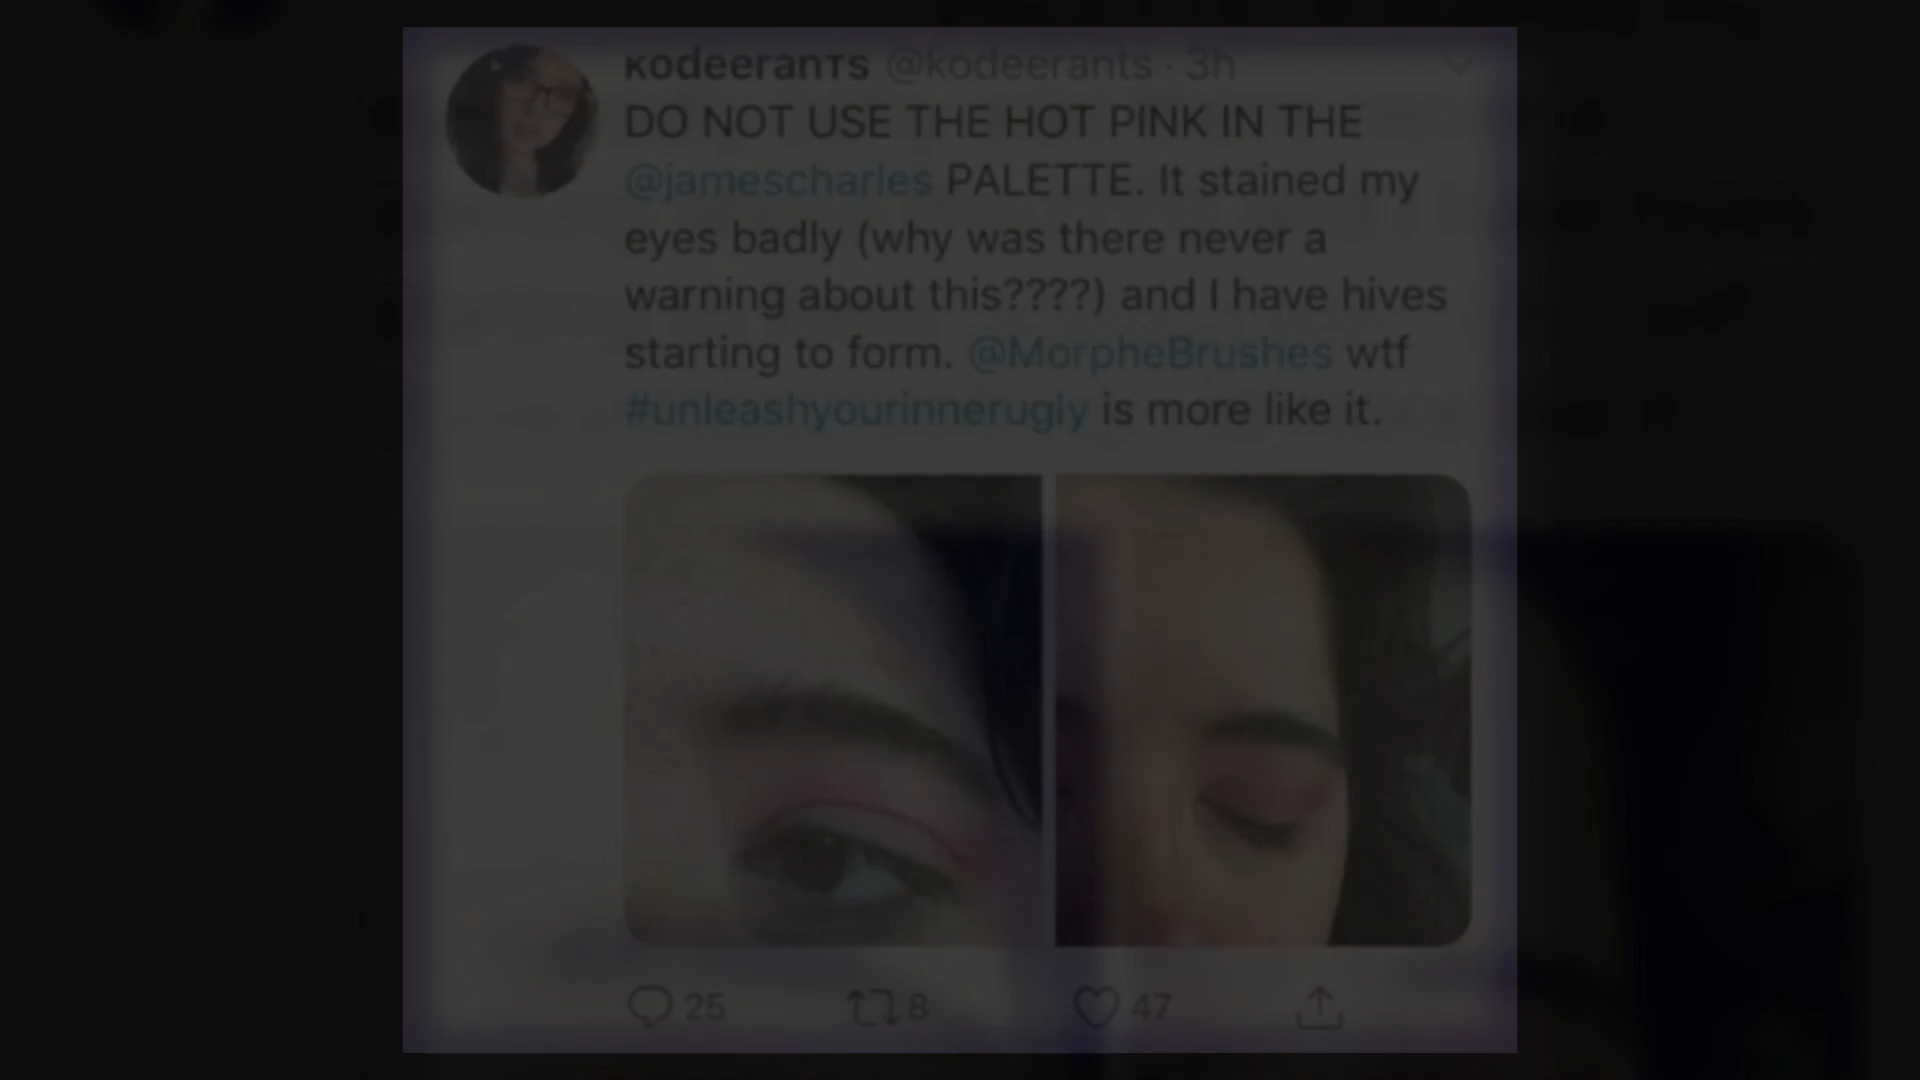 KodeeranTs @kodeerants · 3h
DO NOT USE THE HOT PINK IN THE
@jamescharles PALETTE. It stained my
eyes badly (why was there never a
warning about this????) and I have hives
starting to form. @MorpheBrushes wtf
#unleashyourinnerugly is more like it.
25 8 47